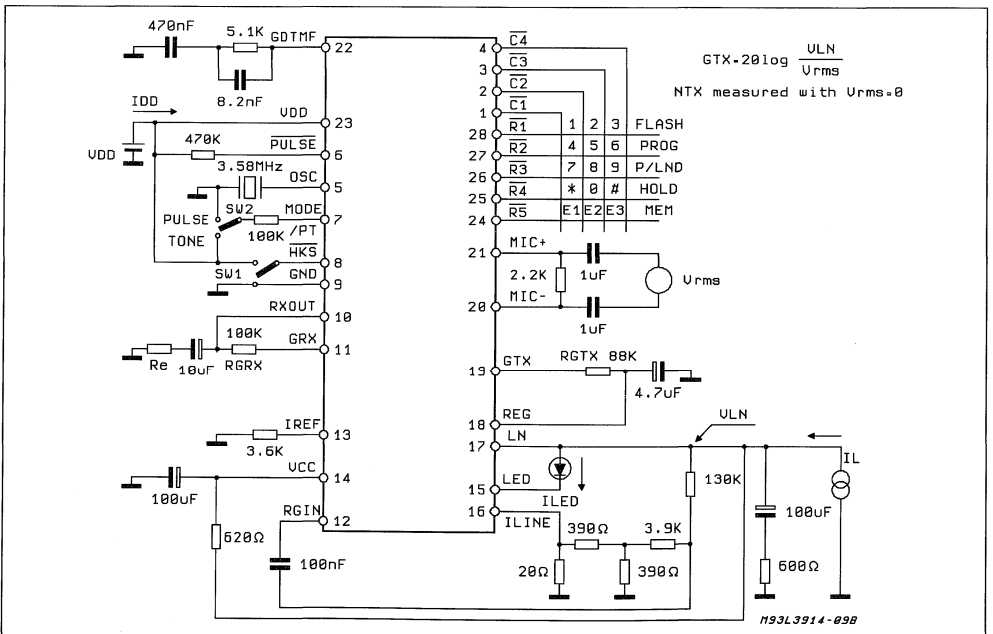 470nF
5.1K
GDTMF
22
8.2nF
IDD
VDD
23
VDD
470K
PULSE
6
3.58MHz
OSC
5
SW2
PULSE
MODE
7
/PT
100K
TONE
HKS
8
SW1
GND
9
RXOUT
10
100K
GRX
11
Re
10uF
RGRX
IREF
13
3.6K
VCC
14
100uF
RGIN
12
620Ω
100nF
4
C4
3
C3
2
C2
1
C1
28
R1
1 2 3 FLASH
27
R2
4 5 6 PROG
26
R3
7 8 9 P/LND
25
R4
* 0 # HOLD
24
R5
E1 E2 E3 MEM
GTX=20log VLN
Vrms
NTX measured with Vrms=0
21
MIC+
2.2K
1uF
Vrms
20
MIC-
1uF
19
GTX
RGTX 88K
4.7uF
18
REG
VLN
17
LN
IL
15
LED
ILED
130K
100uF
16
ILINE
390Ω
3.9K
20Ω
390Ω
600Ω
M93L3914-09B